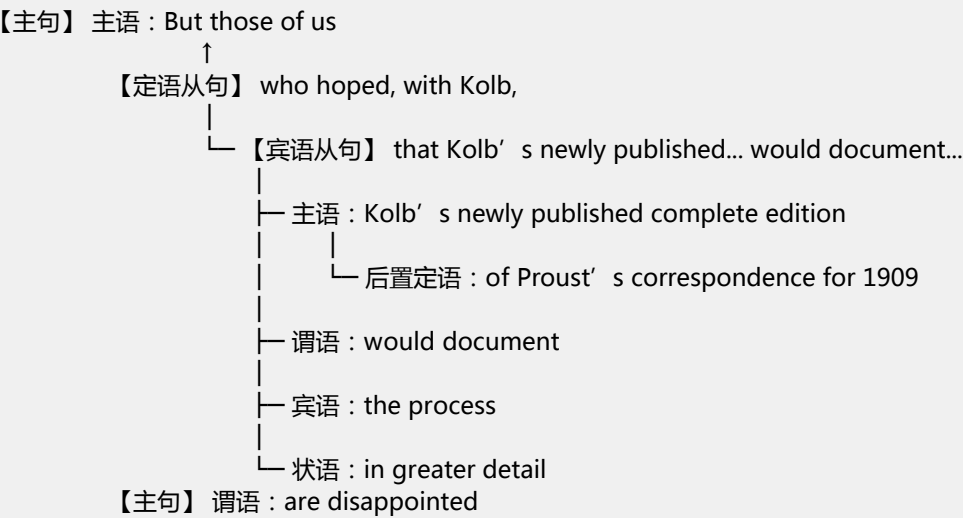 【主句】 主语：But those of us
↑
【定语从句】 who hoped, with Kolb,
└─ 【宾语从句】 that Kolb’s newly published... would document...
├─ 主语：Kolb’s newly published complete edition
└─ 后置定语：of Proust’s correspondence for 1909
├─ 谓语：would document
├─ 宾语：the process
└─ 状语：in greater detail
【主句】 谓语：are disappointed